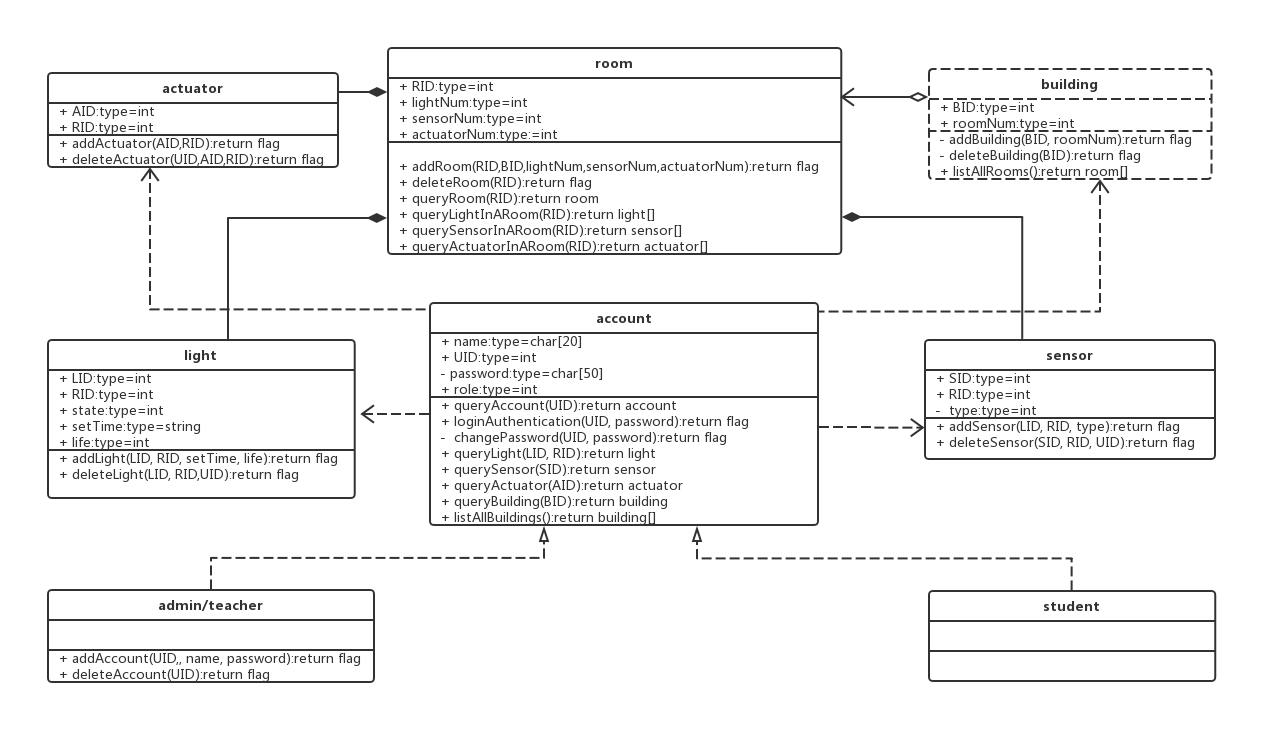 actuator
+ AID:type=int
+ RID:type=int
+ addActuator(AID,RID):return flag
+ deleteActuator(UID,AID,RID):return flag
room
+ RID:type=int
+ lightNum:type=int
+ sensorNum:type=int
+ actuatorNum:type:=int
+ addRoom(RID,BID,lightNum,sensorNum,actuatorNum):return flag
+ deleteRoom(RID):return flag
+ queryRoom(RID):return room
+ queryLightInARoom(RID):return light[]
+ querySensorInARoom(RID):return sensor[]
+ queryActuatorInARoom(RID):return actuator[]
building
+ BID:type=int
+ roomNum:type=int
- addBuilding(BID, roomNum):return flag
- deleteBuilding(BID):return flag
+ listAllRooms():return room[]
light
+ LID:type=int
+ RID:type=int
+ state:type=int
+ setTime:type=string
+ life:type=int
+ addLight(LID, RID, setTime, life):return flag
+ deleteLight(LID, RID,UID):return flag
account
+ name:type=char[20]
+ UID:type=int
- password:type=char[50]
+ role:type=int
+ queryAccount(UID):return account
+ loginAuthentication(UID, password):return flag
- changePassword(UID, password):return flag
+ queryLight(LID, RID):return light
+ querySensor(SID):return sensor
+ queryActuator(AID):return actuator
+ queryBuilding(BID):return building
+ listAllBuildings():return building[]
sensor
+ SID:type=int
+ RID:type=int
- type:type=int
+ addSensor(LID, RID, type):return flag
+ deleteSensor(SID, RID, UID):return flag
admin/teacher
+ addAccount(UID,, name, password):return flag
+ deleteAccount(UID):return flag
student